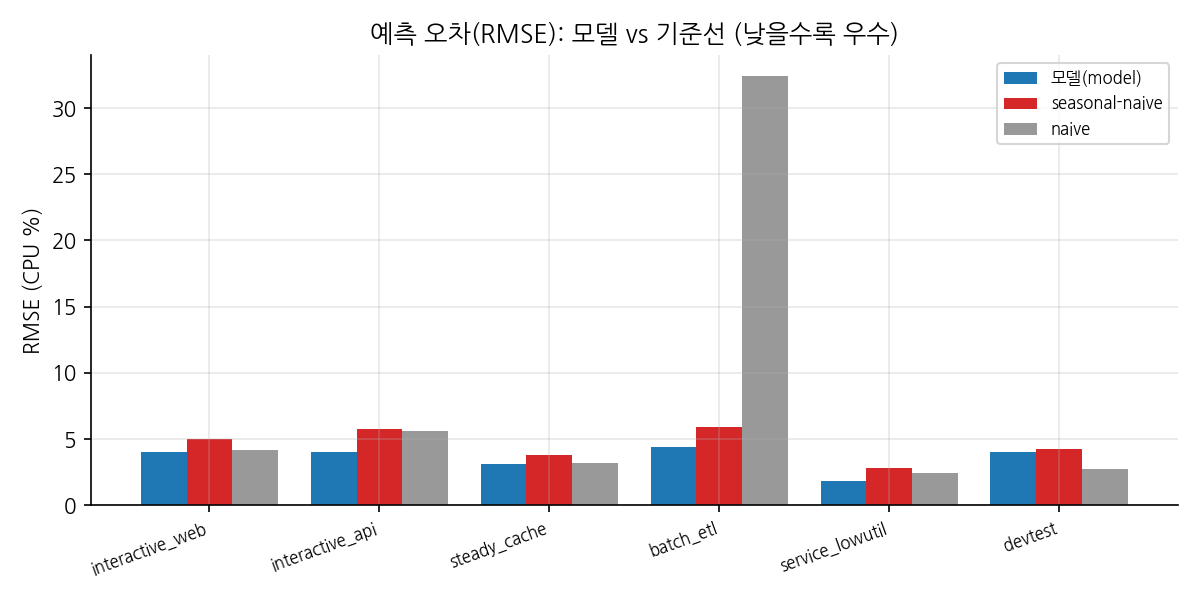 예측 오차(RMSE): 모델 vs 기준선 (낮을수록 우수)
모델(model)
seasonal-naive
naive
RMSE (CPU %)
30
25
20
15
10
5
0
interactive_web
interactive_api
steady_cache
batch_etl
service_lowutil
devtest